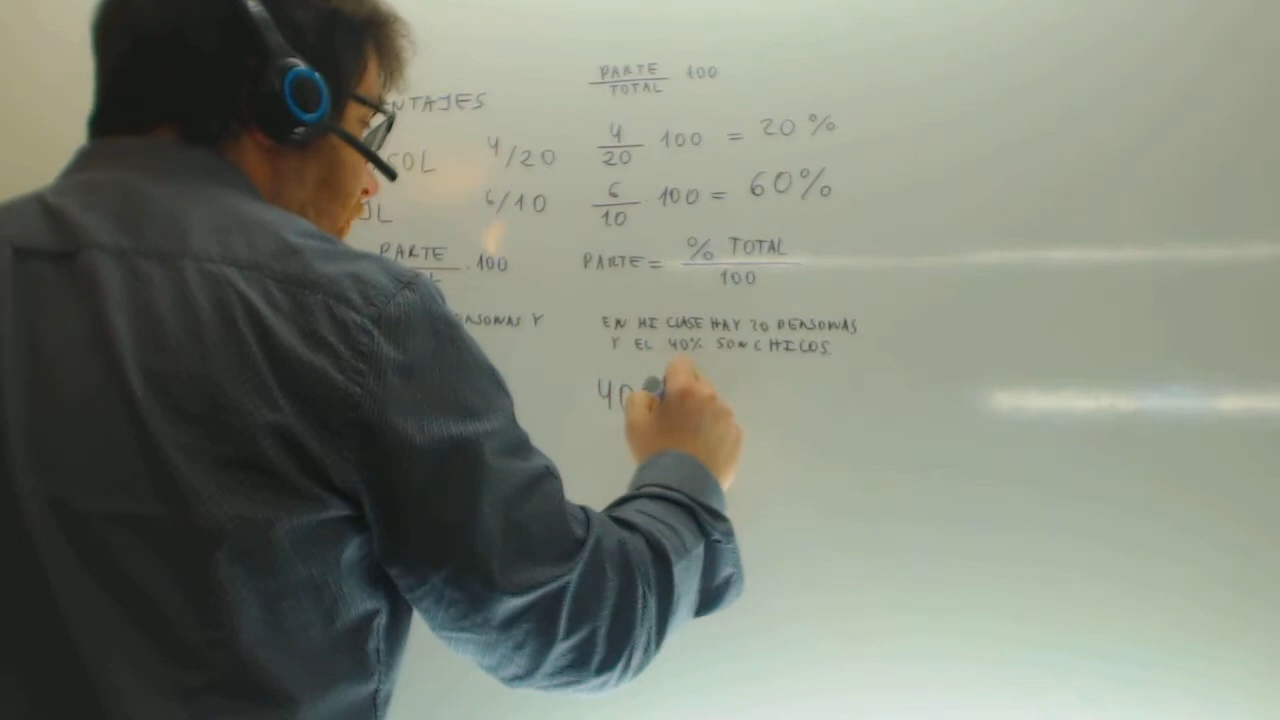 PARTE
TOTAL 100
NTAJES
SOL 4/20 4/20 100 = 20 %
6/10 6/10 100 = 60%
PARTE . 100
PARTE = % TOTAL / 100
Y
EN MI CLASE HAY 20 PERSONAS
Y EL 40% SON CHICOS.
40